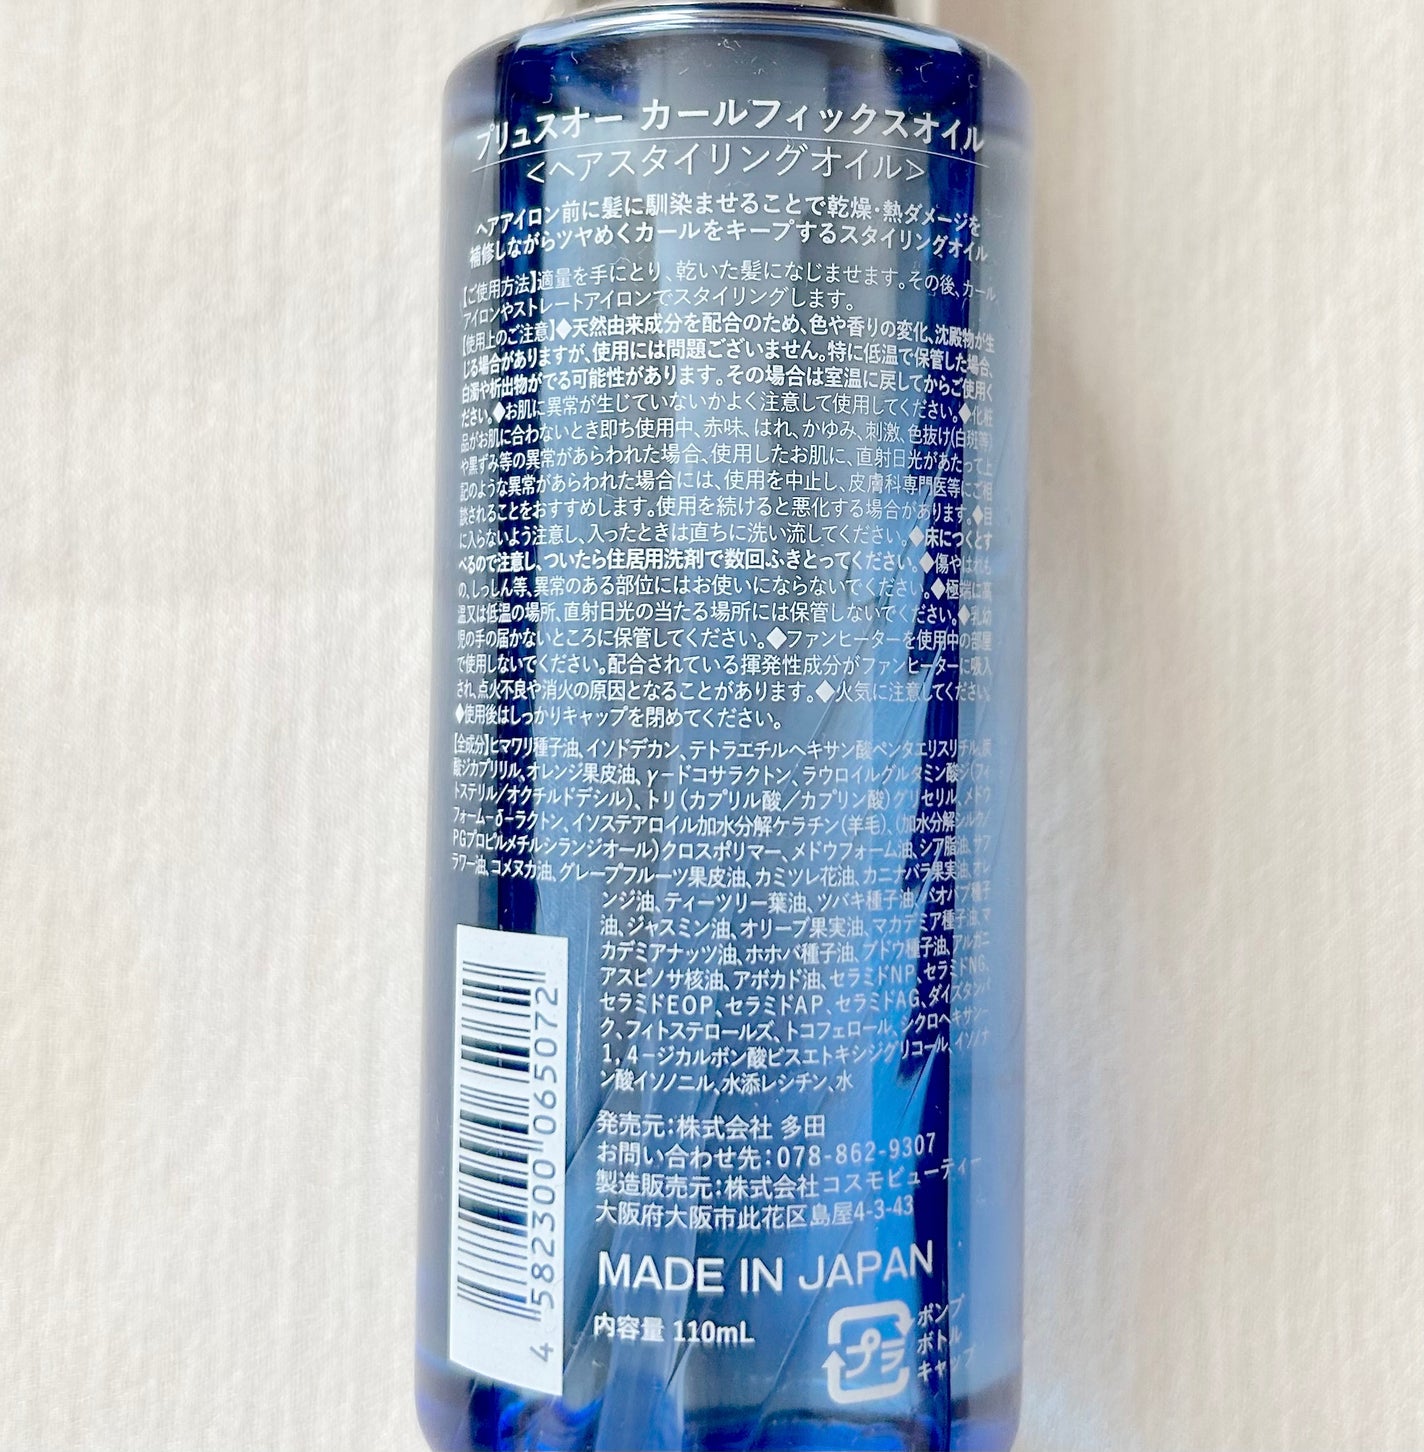 プリュスオー カールフィックスオイル
<ヘアスタイリングオイル>
ヘアアイロン前に髪に馴染ませることで乾燥・熱ダメージを
補修しながらツヤめくカールをキープするスタイリングオイル
【ご使用方法】適量を手にとり、乾いた髪になじませます。その後、カール
アイロンやストレートアイロンでスタイリングします。
【使用上のご注意】◆天然由来成分を配合のため、色や香りの変化、沈殿物が生
じる場合がありますが、使用には問題ございません。特に低温で保管した場合、
白濁や析出物がでる可能性があります。その場合は室温に戻してからご使用く
ださい。◆お肌に異常が生じていないかよく注意して使用してください。◆化粧
品がお肌に合わないとき即ち使用中、赤味、はれ、かゆみ、刺激、色抜け(白斑等)
や黒ずみ等の異常があらわれた場合、使用したお肌に、直射日光があたって上
記のような異常があらわれた場合には、使用を中止し、皮膚科専門医等にご相
談されることをおすすめします。使用を続けると悪化する場合があります。◆目
に入らないよう注意し、入ったときは直ちに洗い流してください。◆床につくとす
べるので注意し、ついたら住居用洗剤で数回ふきとってください。◆傷やはれも
の、しっしん等、異常のある部位にはお使いにならないでください。◆極端に高
温又は低温の場所、直射日光の当たる場所には保管しないでください。◆乳幼
児の手の届かないところに保管してください。◆ファンヒーターを使用中の部屋
で使用しないでください。配合されている揮発性成分がファンヒーターに吸入
され、点火不良や消火の原因となることがあります。◆火気に注意してください。
◆使用後はしっかりキャップを閉めてください。
【全成分】ヒマワリ種子油、イソドデカン、テトラエチルヘキサン酸ペンタエリスリチル、炭
酸ジカプリリル、オレンジ果皮油、γ-ドコサラクトン、ラウロイルグルタミン酸ジ(フィ
トステリル/オクチルドデシル)、トリ(カプリル酸/カプリン酸)グリセリル、メドウ
フォーム-δ-ラクトン、イソステアロイル加水分解ケラチン(羊毛)、(加水分解シルク/
PGプロピルメチルシランジオール)クロスポリマー、メドウフォーム油、シア脂油、サフ
ラワー油、コメヌカ油、グレープフルーツ果皮油、カミツレ花油、カニナバラ果実油、オレ
ンジ油、ティーツリー葉油、ツバキ種子油、バオバブ種子
油、ジャスミン油、オリーブ果実油、マカデミア種子油、マ
カデミアナッツ油、ホホバ種子油、ブドウ種子油、アルガニ
アスピノサ核油、アボカド油、セラミドNP、セラミドNG、
セラミドEOP、セラミドAP、セラミドAG、ダイズタンパ
ク、フィトステロールズ、トコフェロール、シクロヘキサン-
1,4-ジカルボン酸ビスエトキシジグリコール、イソノナ
ン酸イソノニル、水添レシチン、水
発売元:株式会社 多田
お問い合わせ先:078-862-9307
製造販売元:株式会社コスモビューティー
大阪府大阪市此花区島屋4-3-43
MADE IN JAPAN
内容量 110mL
プラ
ポンプ
ボトル
キャップ
4 582300 065072